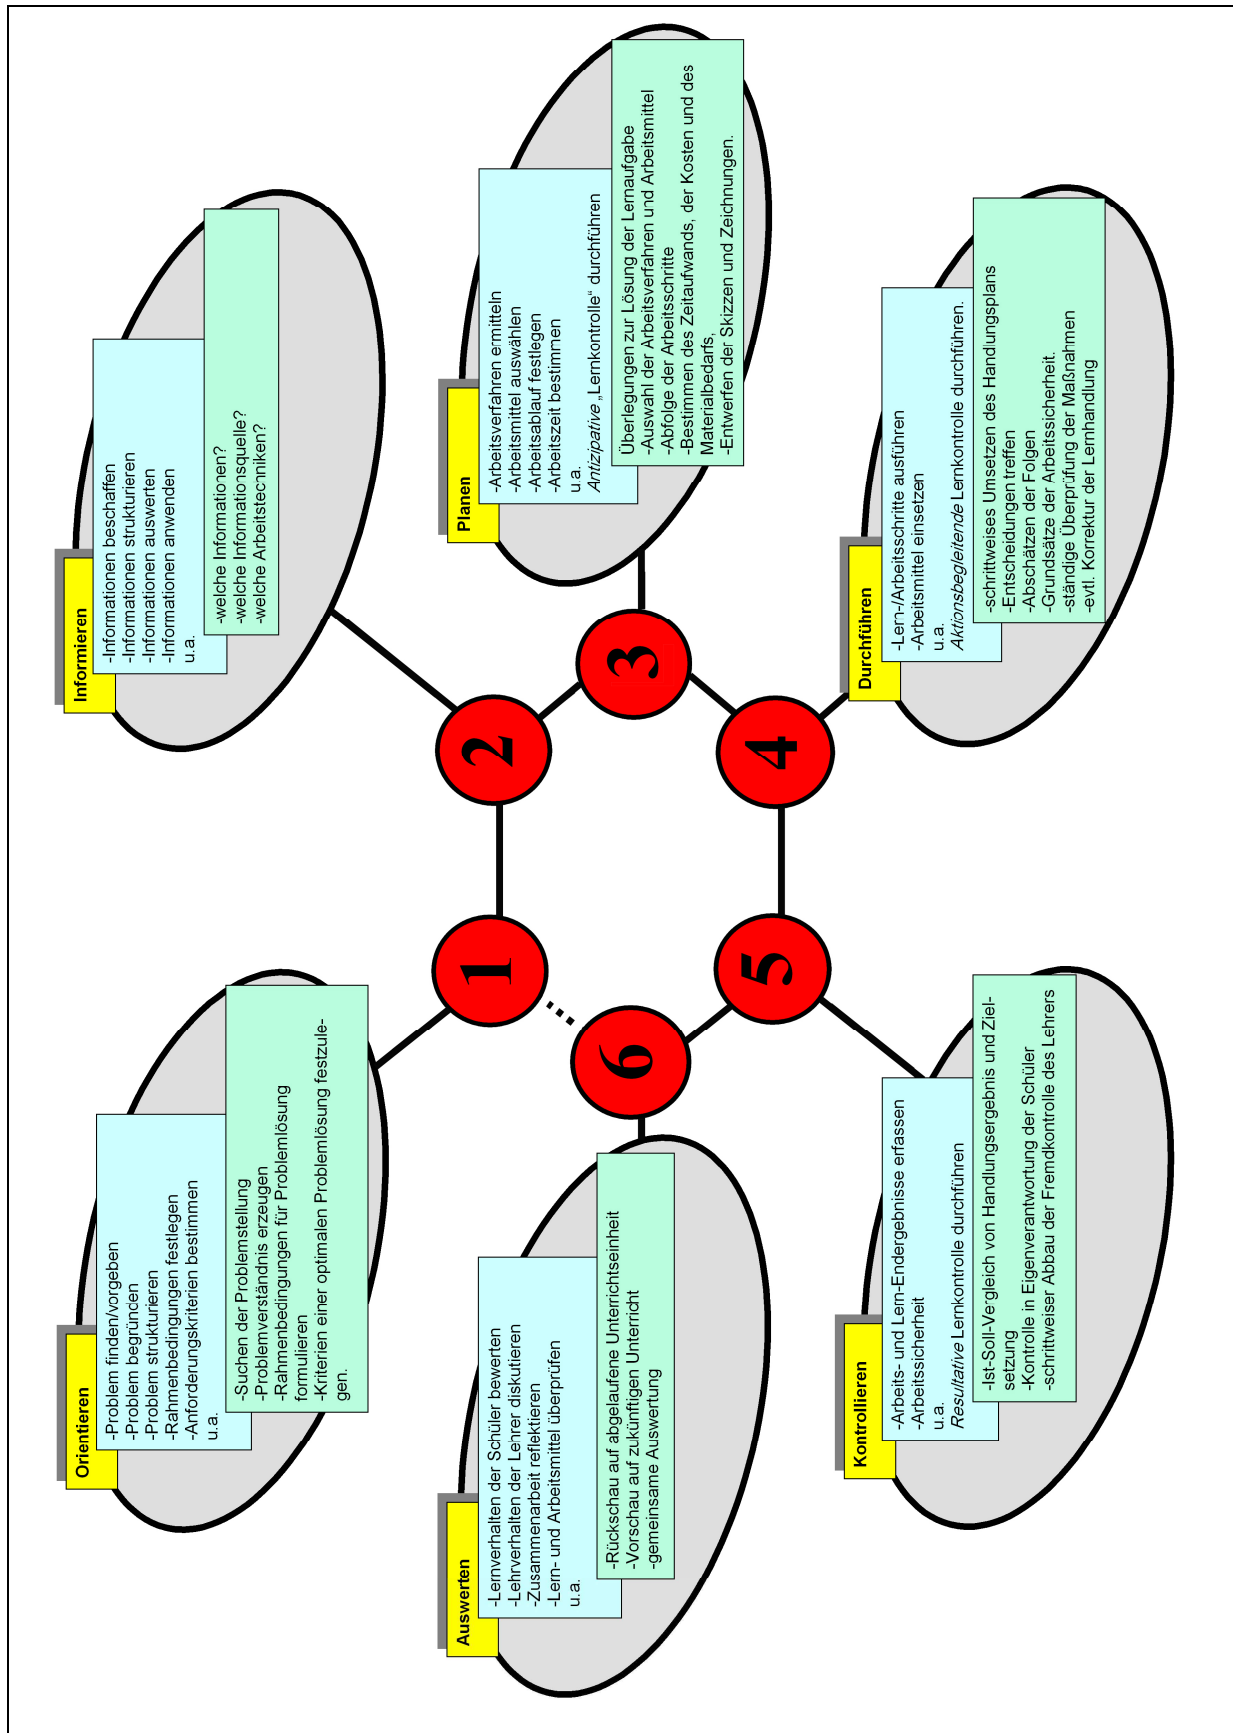 1
Orientieren
-Problem finden/vorgeben
-Problem begründen
-Problem strukturieren
-Rahmenbedingungen festlegen
-Anforderungskriterien bestimmen
u.a.
-Suchen der Problemstellung
-Problemverständnis erzeugen
-Rahmenbedingungen für Problemlösung
formulieren
-Kriterien einer optimalen Problemlösung festzule-
gen.
2
Informieren
-Informationen beschaffen
-Informationen strukturieren
-Informationen auswerten
-Informationen anwenden
u.a.
-welche Informationen?
-welche Informationsquelle?
-welche Arbeitstechniken?
3
Planen
-Arbeitsverfahren ermitteln
-Arbeitsmittel auswählen
-Arbeitsablauf festlegen
-Arbeitszeit bestimmen
u.a.
Antizipative „Lernkontrolle“ durchführen
Überlegungen zur Lösung der Lernaufgabe
-Auswahl der Arbeitsverfahren und Arbeitsmittel
-Abfolge der Arbeitsschritte
-Bestimmen des Zeitaufwands, der Kosten und des
Materialbedarfs,
-Entwerfen der Skizzen und Zeichnungen.
4
Durchführen
-Lern-/Arbeitsschritte ausführen
-Arbeitsmittel einsetzen
u.a.
Aktionsbegleitende Lernkontrolle durchführen.
-schrittweises Umsetzen des Handlungsplans
-Entscheidungen treffen
-Abschätzen der Folgen
-Grundsätze der Arbeitssicherheit.
-ständige Überprüfung der Maßnahmen
-evtl. Korrektur der Lernhandlung
5
Kontrollieren
-Arbeits- und Lern-Endergebnisse erfassen
-Arbeitssicherheit
u.a.
Resultative Lernkontrolle durchführen
-Ist-Soll-Vergleich von Handlungsergebnis und Ziel-
setzung
-Kontrolle in Eigenverantwortung der Schüler
-schrittweiser Abbau der Fremdkontrolle des Lehrers
6
Auswerten
-Lernverhalten der Schüler bewerten
-Lehrverhalten der Lehrer diskutieren
-Zusammenarbeit reflektieren
-Lern- und Arbeitsmittel überprüfen
u.a.
-Rückschau auf abgelaufene Unterrichtseinheit
-Vorschau auf zukünftigen Unterricht
-gemeinsame Auswertung